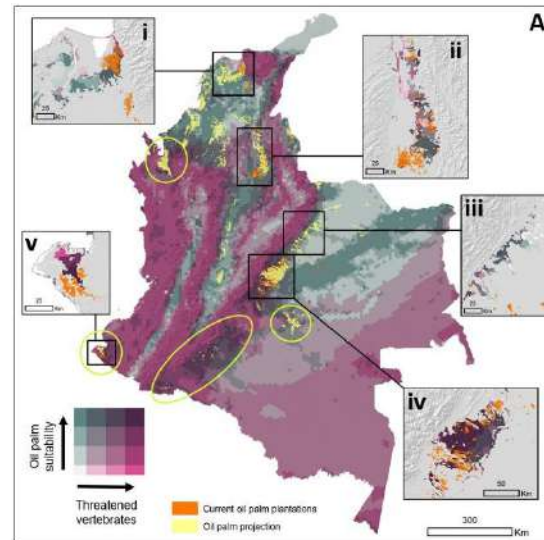 A
i
25
Km
ii
25
Km
iii
25
Km
v
25
Km
iv
50
Km
Oil palm
suitability
Threatened
vertebrates
Current oil palm plantations
Oil palm projection
300
Km